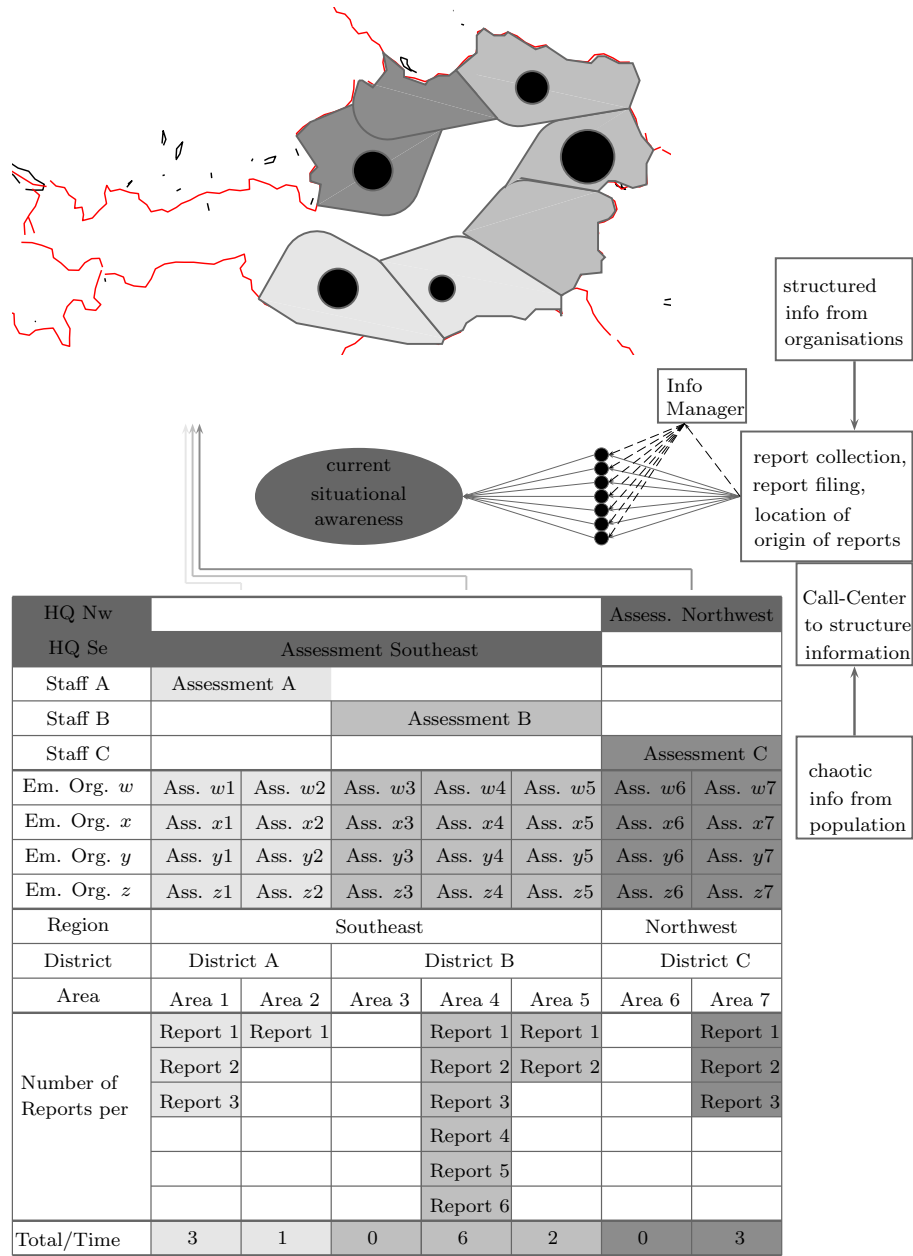 structured
info from
organisations
Info
Manager
current
situational
awareness
report collection,
report filing,
location of
origin of reports
Call-Center
to structure
information
chaotic
info from
population
HQ Nw Assess. Northwest
HQ Se Assessment Southeast
Staff A Assessment A
Staff B Assessment B
Staff C Assessment C
Em. Org. w Ass. w1 Ass. w2 Ass. w3 Ass. w4 Ass. w5 Ass. w6 Ass. w7
Em. Org. x Ass. x1 Ass. x2 Ass. x3 Ass. x4 Ass. x5 Ass. x6 Ass. x7
Em. Org. y Ass. y1 Ass. y2 Ass. y3 Ass. y4 Ass. y5 Ass. y6 Ass. y7
Em. Org. z Ass. z1 Ass. z2 Ass. z3 Ass. z4 Ass. z5 Ass. z6 Ass. z7
Region Southeast Northwest
District District A District B District C
Area Area 1 Area 2 Area 3 Area 4 Area 5 Area 6 Area 7
Report 1 Report 1 Report 1 Report 1 Report 1
Report 2 Report 2 Report 2 Report 2
Number of
Reports per
Report 3 Report 3 Report 3
Report 4
Report 5
Report 6
Total/Time 3 1 0 6 2 0 3